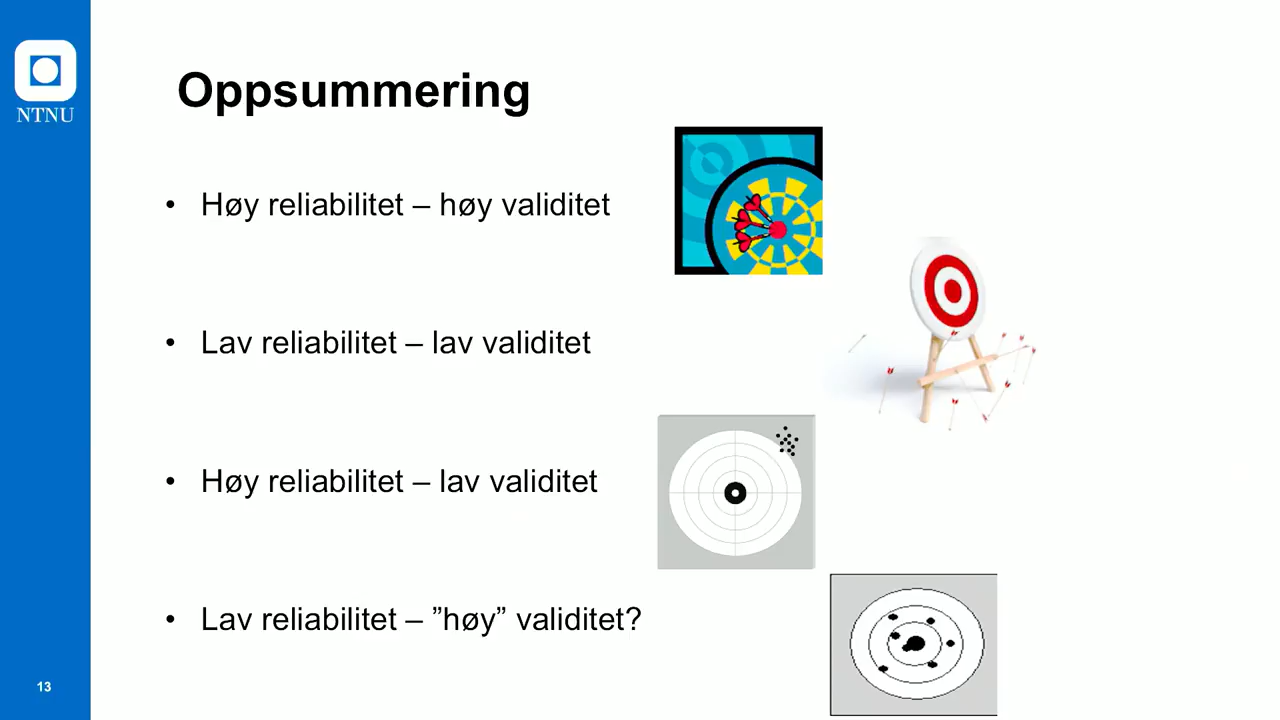 NTNU
Oppsummering
• Høy reliabilitet – høy validitet
• Lav reliabilitet – lav validitet
• Høy reliabilitet – lav validitet
• Lav reliabilitet – ”høy” validitet?
13